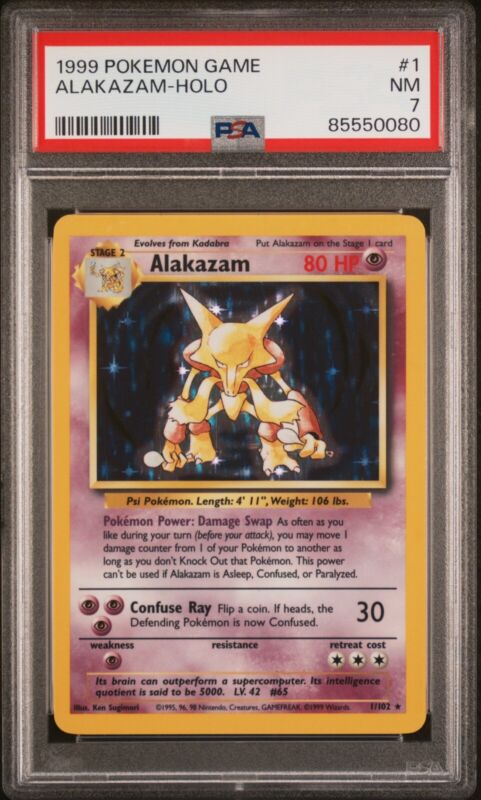 1999 POKEMON GAME #1
ALAKAZAM-HOLO NM
7
PSA 85550080
Evolves from Kadabra Put Alakazam on the Stage 1 card
STAGE 2 Alakazam 80 HP
Psi Pokémon. Length: 4' 11", Weight: 106 lbs.
Pokémon Power: Damage Swap As often as you
like during your turn (before your attack), you may move 1
damage counter from 1 of your Pokémon to another as
long as you don't Knock Out that Pokémon. This power
can't be used if Alakazam is Asleep, Confused, or Paralyzed.
Confuse Ray Flip a coin. If heads, the 30
Defending Pokémon is now Confused.
weakness resistance retreat cost
Its brain can outperform a supercomputer. Its intelligence
quotient is said to be 5000. LV. 42 #65
Illus. Ken Sugimori ©1995, 96, 98 Nintendo, Creatures, GAMEFREAK. ©1999 Wizards. 1/102 ★
PSA